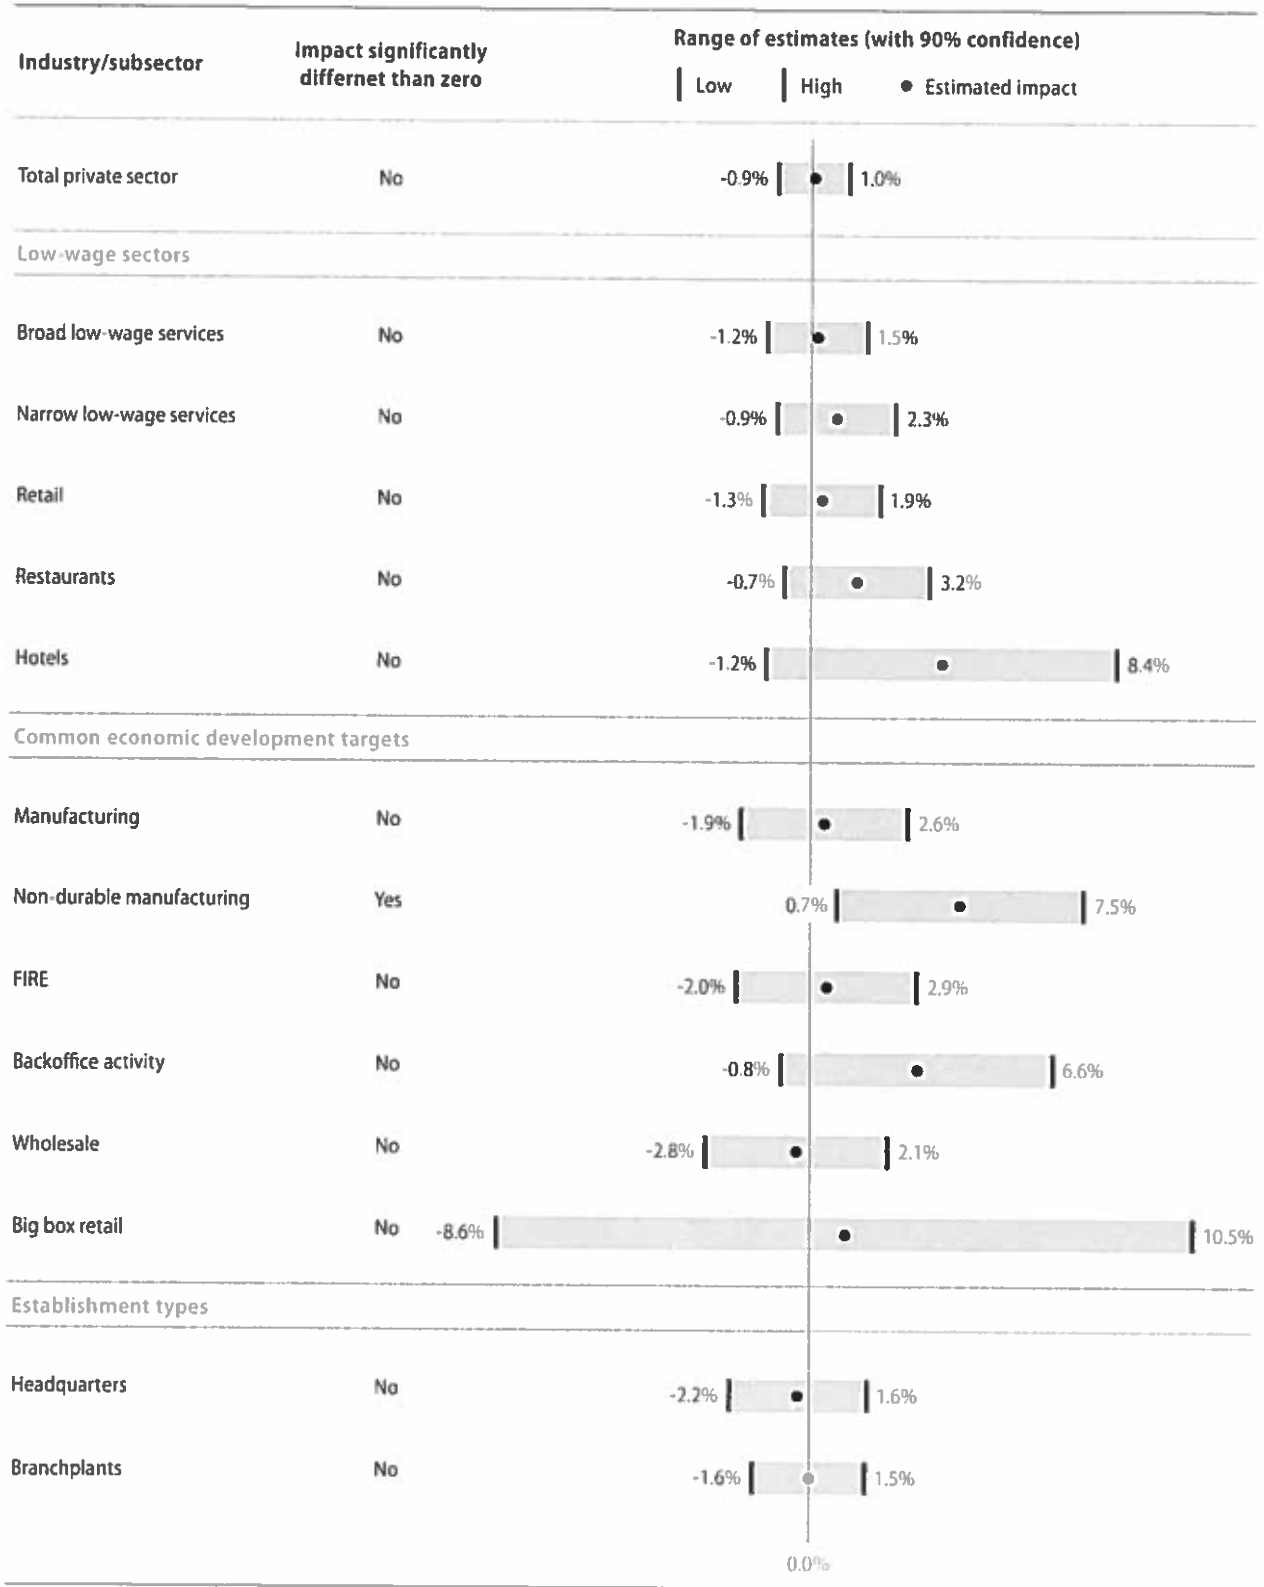 Industry/subsector
Impact significantly
differnet than zero
Range of estimates (with 90% confidence)
Low High Estimated impact
Total private sector No -0.9% 1.0%
Low-wage sectors
Broad low-wage services No -1.2% 1.5%
Narrow low-wage services No -0.9% 2.3%
Retail No -1.3% 1.9%
Restaurants No -0.7% 3.2%
Hotels No -1.2% 8.4%
Common economic development targets
Manufacturing No -1.9% 2.6%
Non-durable manufacturing Yes 0.7% 7.5%
FIRE No -2.0% 2.9%
Backoffice activity No -0.8% 6.6%
Wholesale No -2.8% 2.1%
Big box retail No -8.6% 10.5%
Establishment types
Headquarters No -2.2% 1.6%
Branchplants No -1.6% 1.5%
0.0%